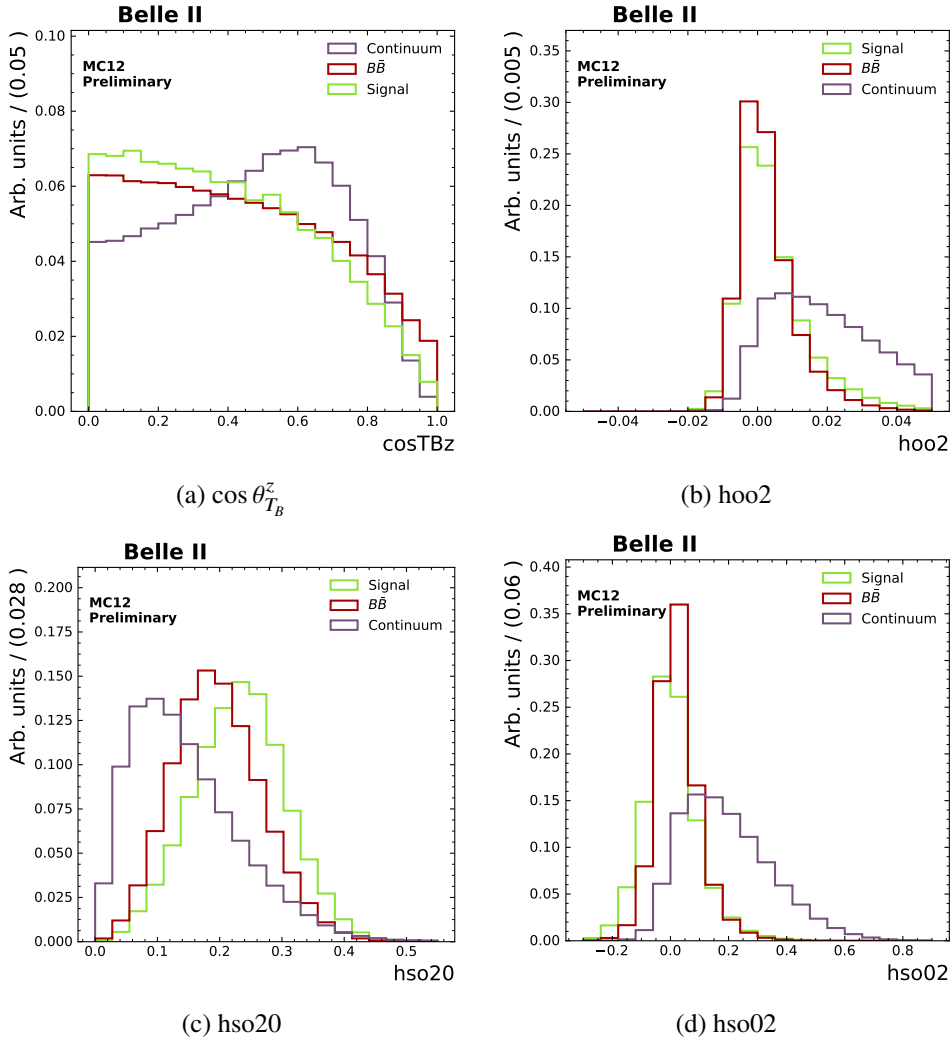 Belle II
Arb. units / (0.05)
0.10
0.08
0.06
0.04
0.02
0.00
MC12
Preliminary
Continuum
BB̄
Signal
0.0 0.2 0.4 0.6 0.8 1.0
cosTBz
(a) cos θ_{T_B}^z
Belle II
Arb. units / (0.005)
0.35
0.30
0.25
0.20
0.15
0.10
0.05
0.00
MC12
Preliminary
Signal
BB̄
Continuum
−0.04 −0.02 0.00 0.02 0.04
hoo2
(b) hoo2
Belle II
Arb. units / (0.028)
0.200
0.175
0.150
0.125
0.100
0.075
0.050
0.025
0.000
MC12
Preliminary
Signal
BB̄
Continuum
0.0 0.1 0.2 0.3 0.4 0.5
hso20
(c) hso20
Belle II
Arb. units / (0.06)
0.40
0.35
0.30
0.25
0.20
0.15
0.10
0.05
0.00
MC12
Preliminary
Signal
BB̄
Continuum
−0.2 0.0 0.2 0.4 0.6 0.8
hso02
(d) hso02